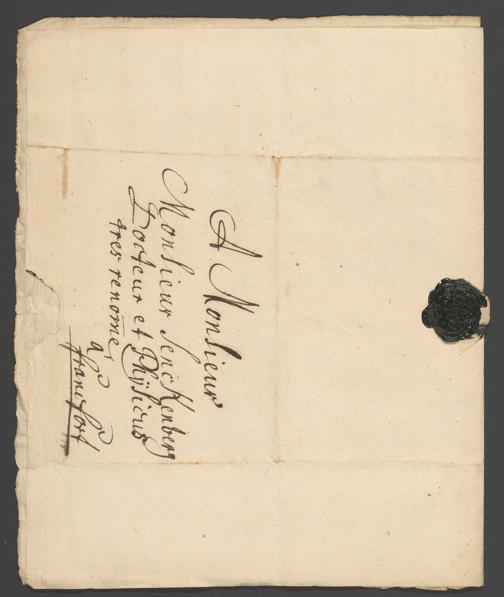 A Monsieur
Monsieur Senckenberg
Docteur et Physicus
tres renomé
à
francfort